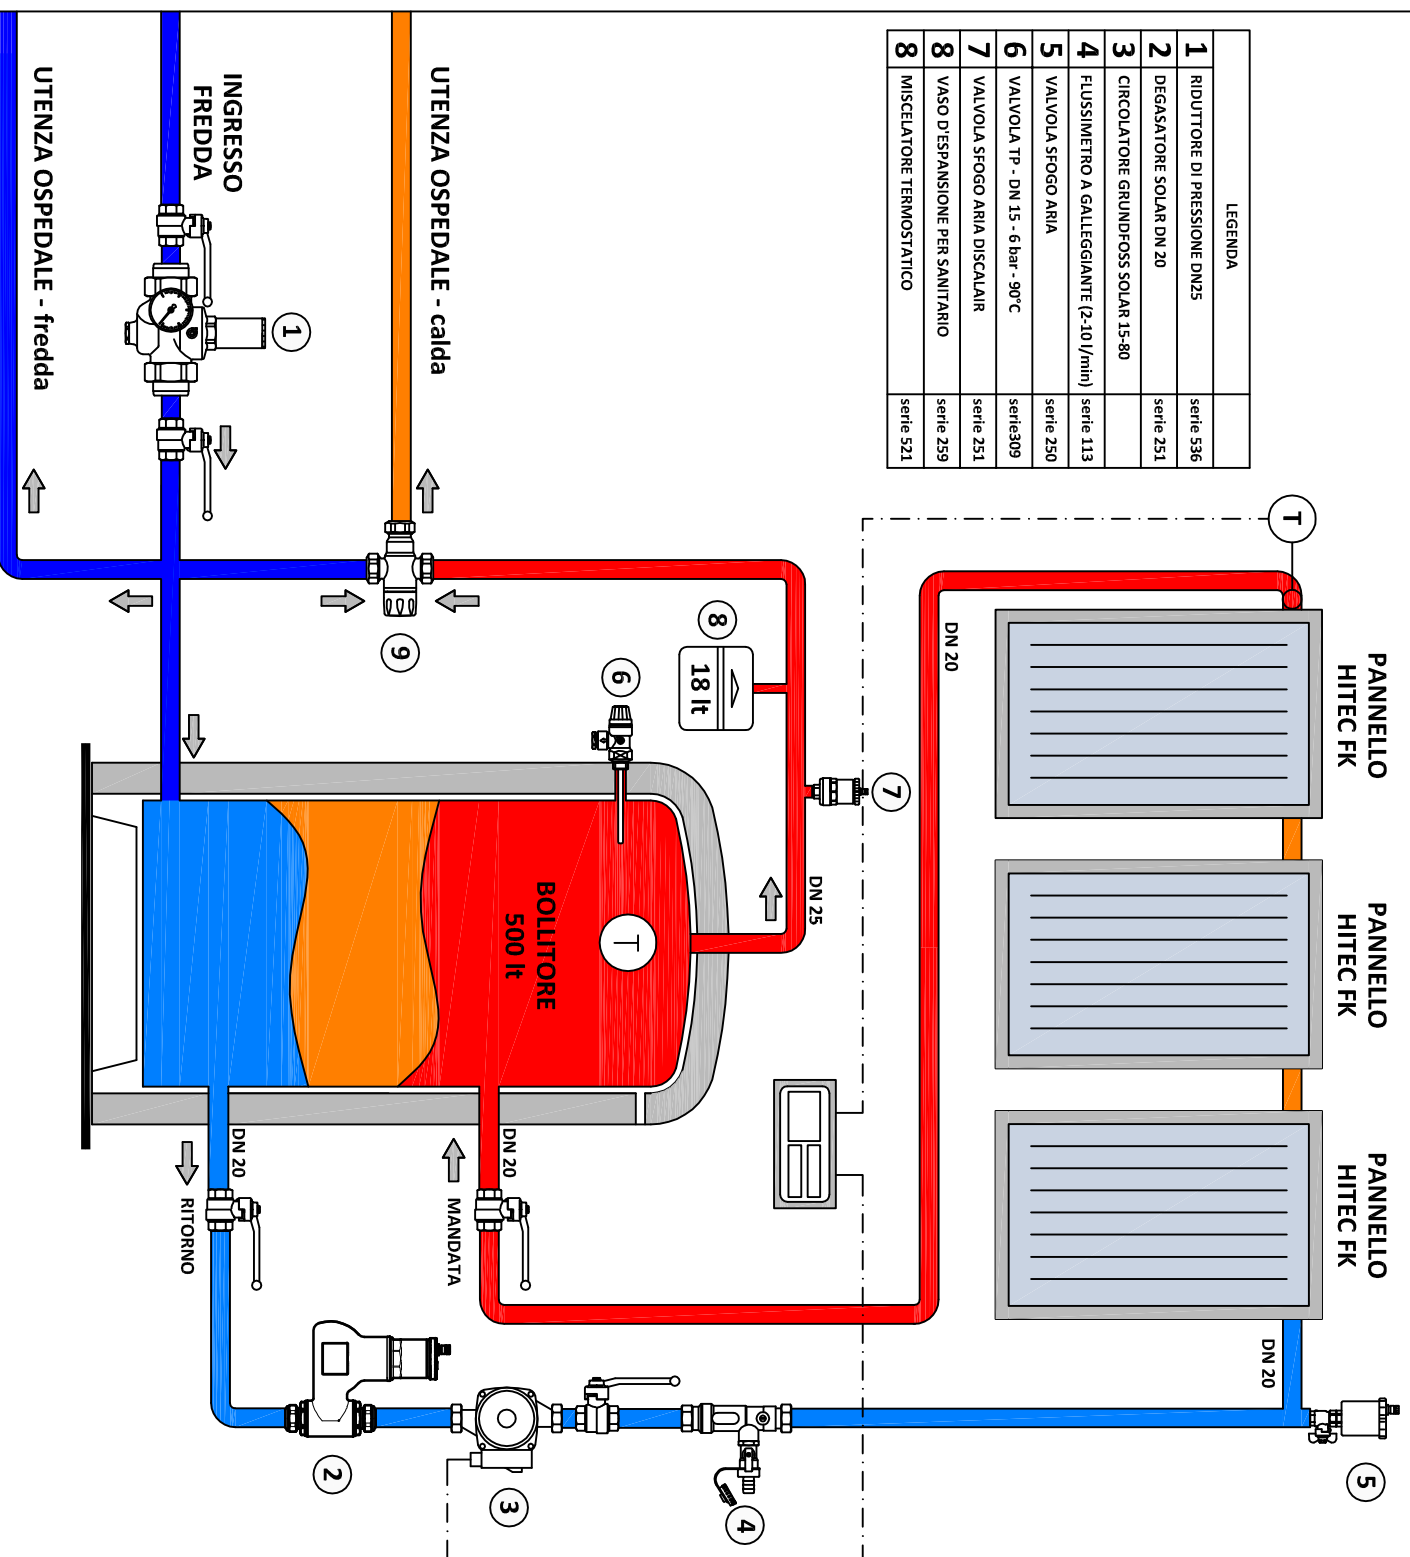 LEGENDA
1 RIDUTTORE DI PRESSIONE DN25 serie 536
2 DEGASATORE SOLAR DN 20 serie 251
3 CIRCOLATORE GRUNDFOSS SOLAR 15-80
4 FLUSSIMETRO A GALLEGGIANTE (2-10 l/min) serie 113
5 VALVOLA SFOGO ARIA serie 250
6 VALVOLA TP - DN 15 - 6 bar - 90°C serie309
7 VALVOLA SFOGO ARIA DISCALAIR serie 251
8 VASO D'ESPANSIONE PER SANITARIO serie 259
8 MISCELATORE TERMOSTATICO serie 521
PANNELLO
HITEC FK
PANNELLO
HITEC FK
PANNELLO
HITEC FK
T
DN 20
DN 20
5
7
DN 25
8
18 lt
6
T
BOLLITORE
500 lt
UTENZA OSPEDALE - calda
9
DN 20
MANDATA
4
3
1
INGRESSO
FREDDA
DN 20
RITORNO
2
UTENZA OSPEDALE - fredda